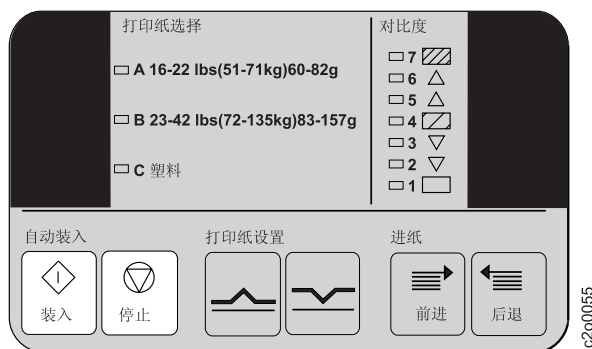 打印纸选择
A 16-22 lbs(51-71kg)60-82g
B 23-42 lbs(72-135kg)83-157g
C 塑料
对比度
7
6
5
4
3
2
1
自动装入
装入
停止
打印纸设置
进纸
前进
后退
c2o0055